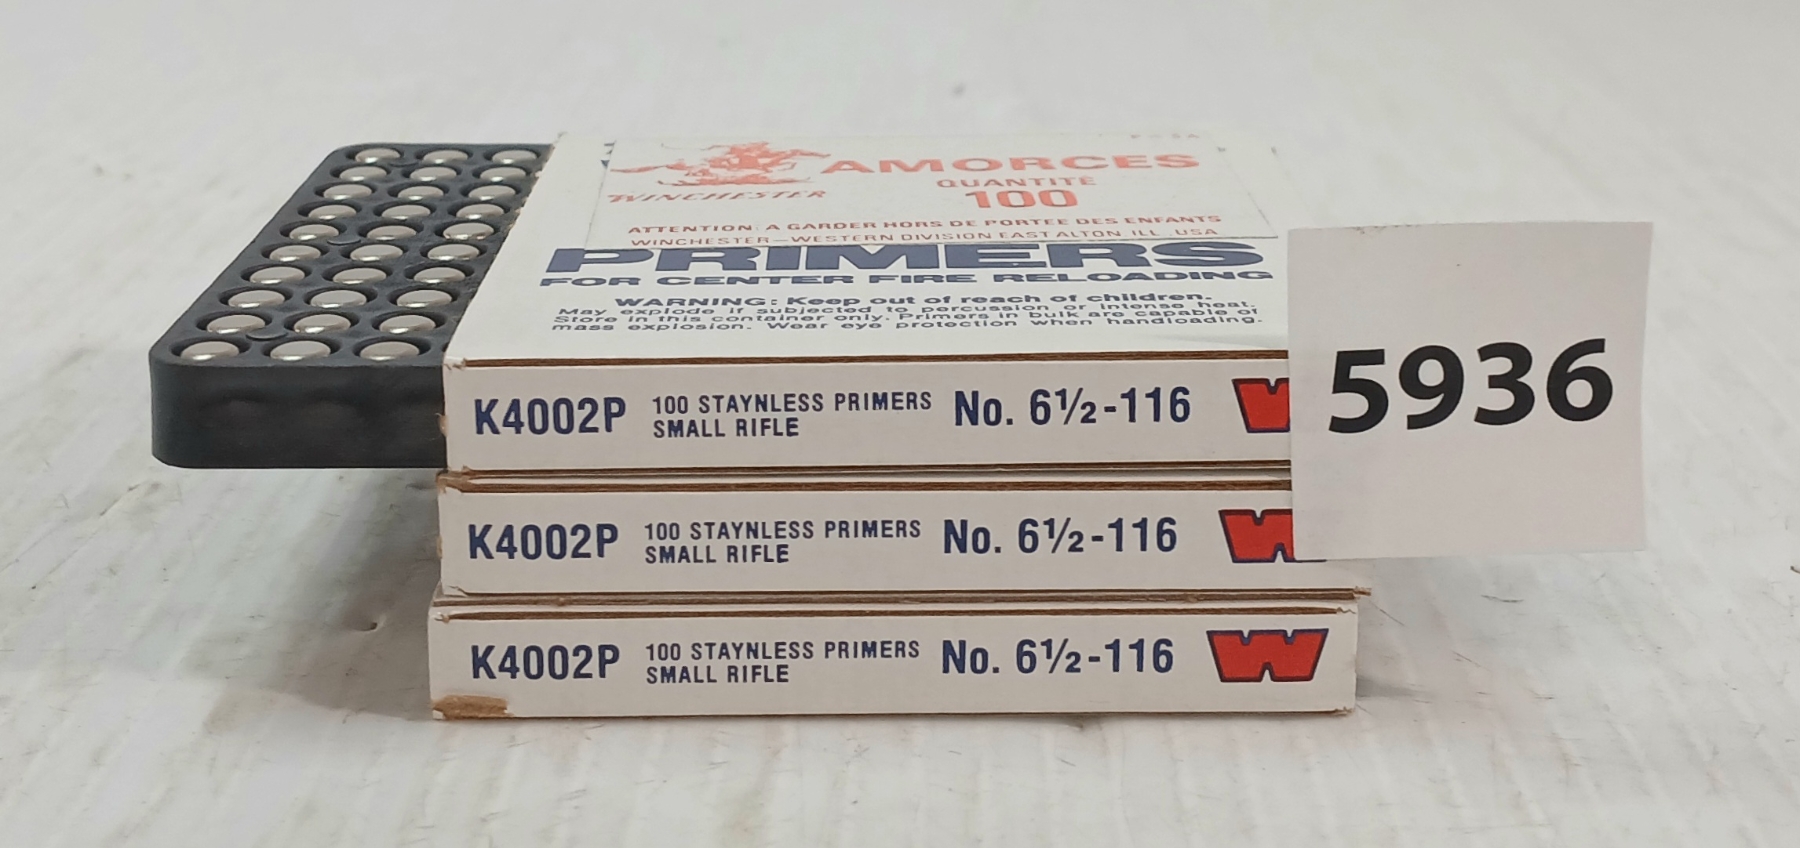 AMORCES
WINCHESTER
QUANTITE
100
ATTENTION: A GARDER HORS DE PORTEE DES ENFANTS
WINCHESTER-WESTERN DIVISION EAST ALTON ILL. USA
PRIMERS
FOR CENTER FIRE RELOADING
WARNING: Keep out of reach of children.
May explode if subjected to percussion or intense heat.
Store in this container only. Primers in bulk are capable of
mass explosion. Wear eye protection when handloading.
K4002P 100 STAYNLESS PRIMERS SMALL RIFLE No. 6½-116 W
5936
K4002P 100 STAYNLESS PRIMERS SMALL RIFLE No. 6½-116 W
K4002P 100 STAYNLESS PRIMERS SMALL RIFLE No. 6½-116 W